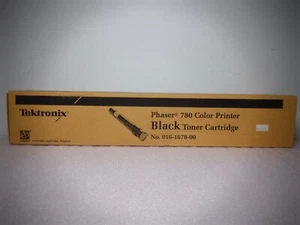 Tektronix
Phaser® 780 Color Printer
Black Toner Cartridge
No. 016-1678-00